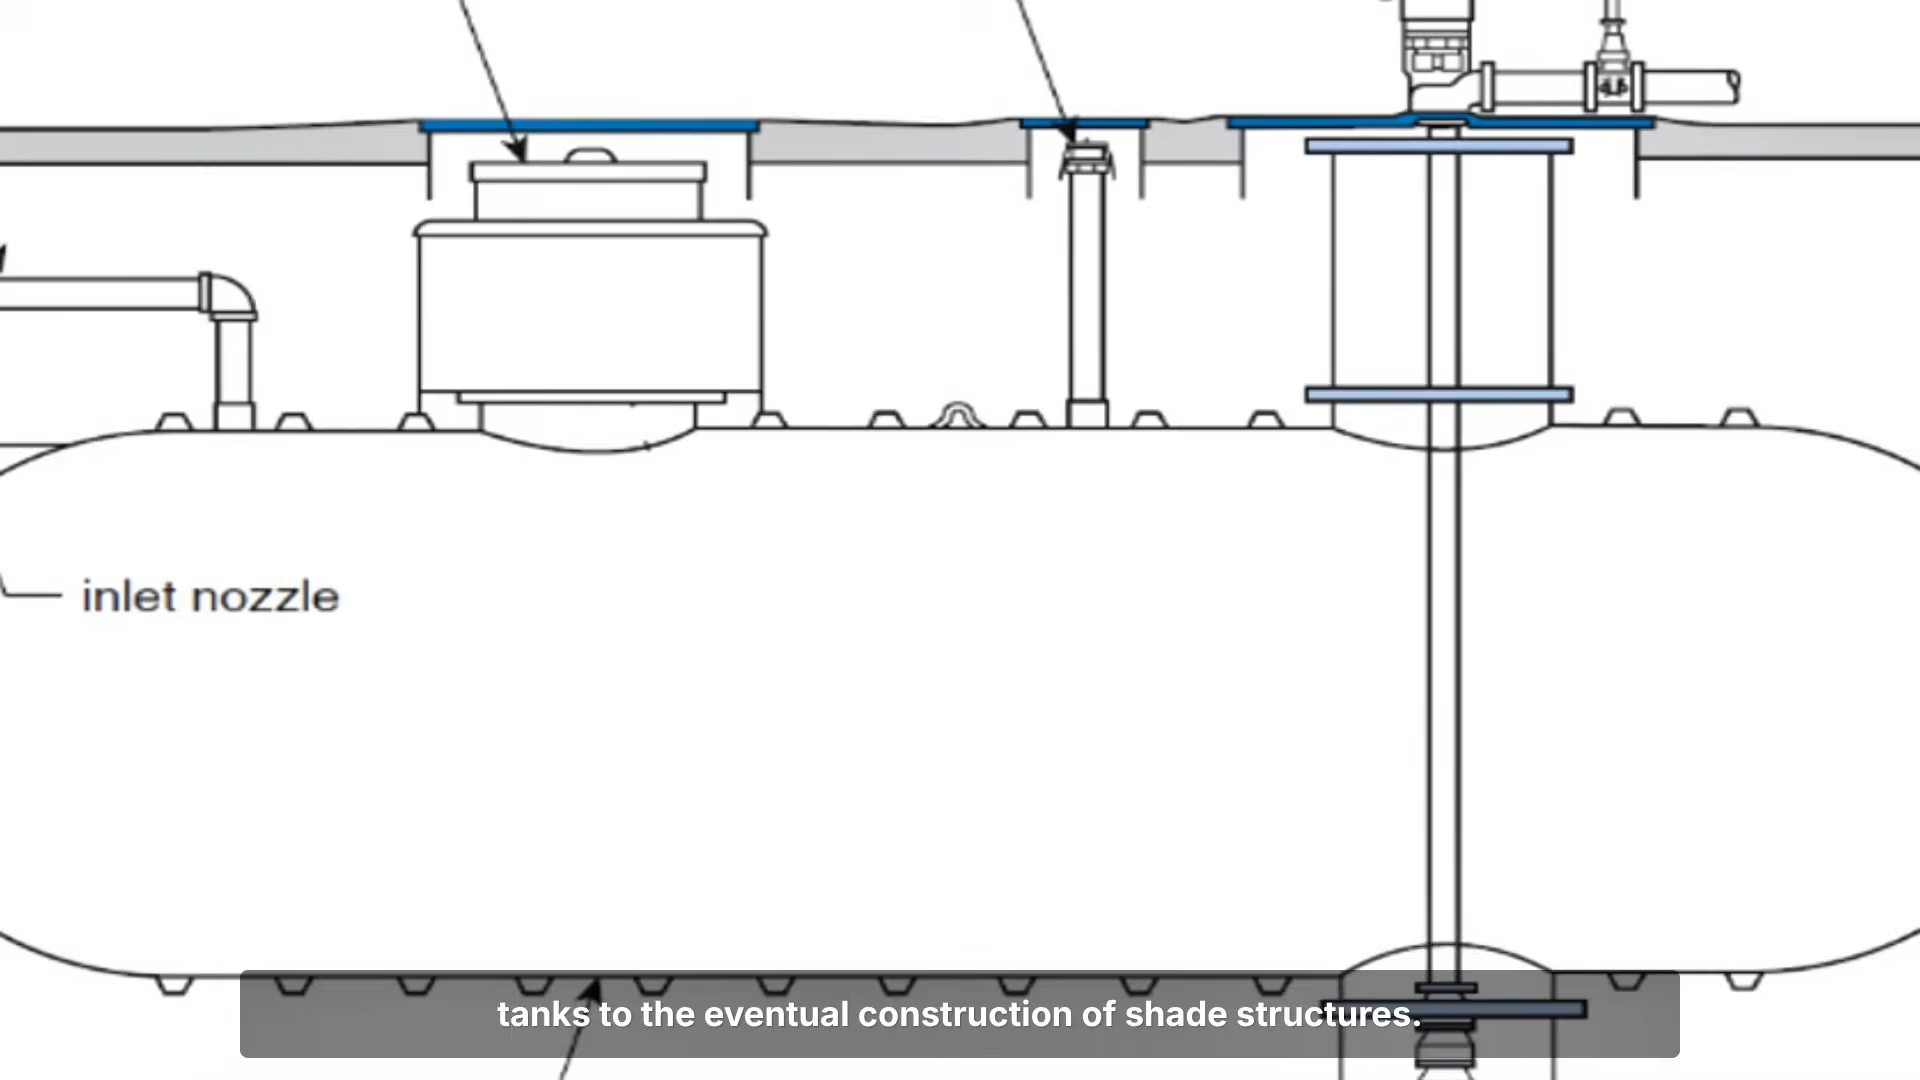 inlet nozzle
tanks to the eventual construction of shade structures.